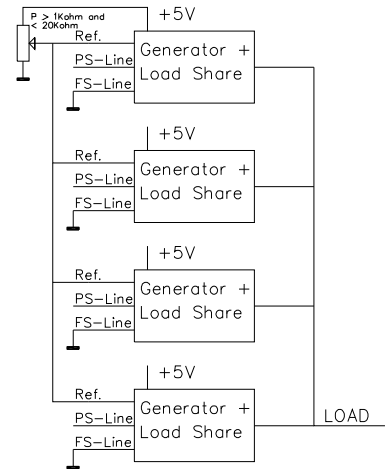 P > 1Kohm and
< 20Kohm
+5V
Ref.
PS-Line
FS-Line
Generator +
Load Share
+5V
Ref.
PS-Line
FS-Line
Generator +
Load Share
+5V
Ref.
PS-Line
FS-Line
Generator +
Load Share
+5V
Ref.
PS-Line
FS-Line
Generator +
Load Share
LOAD